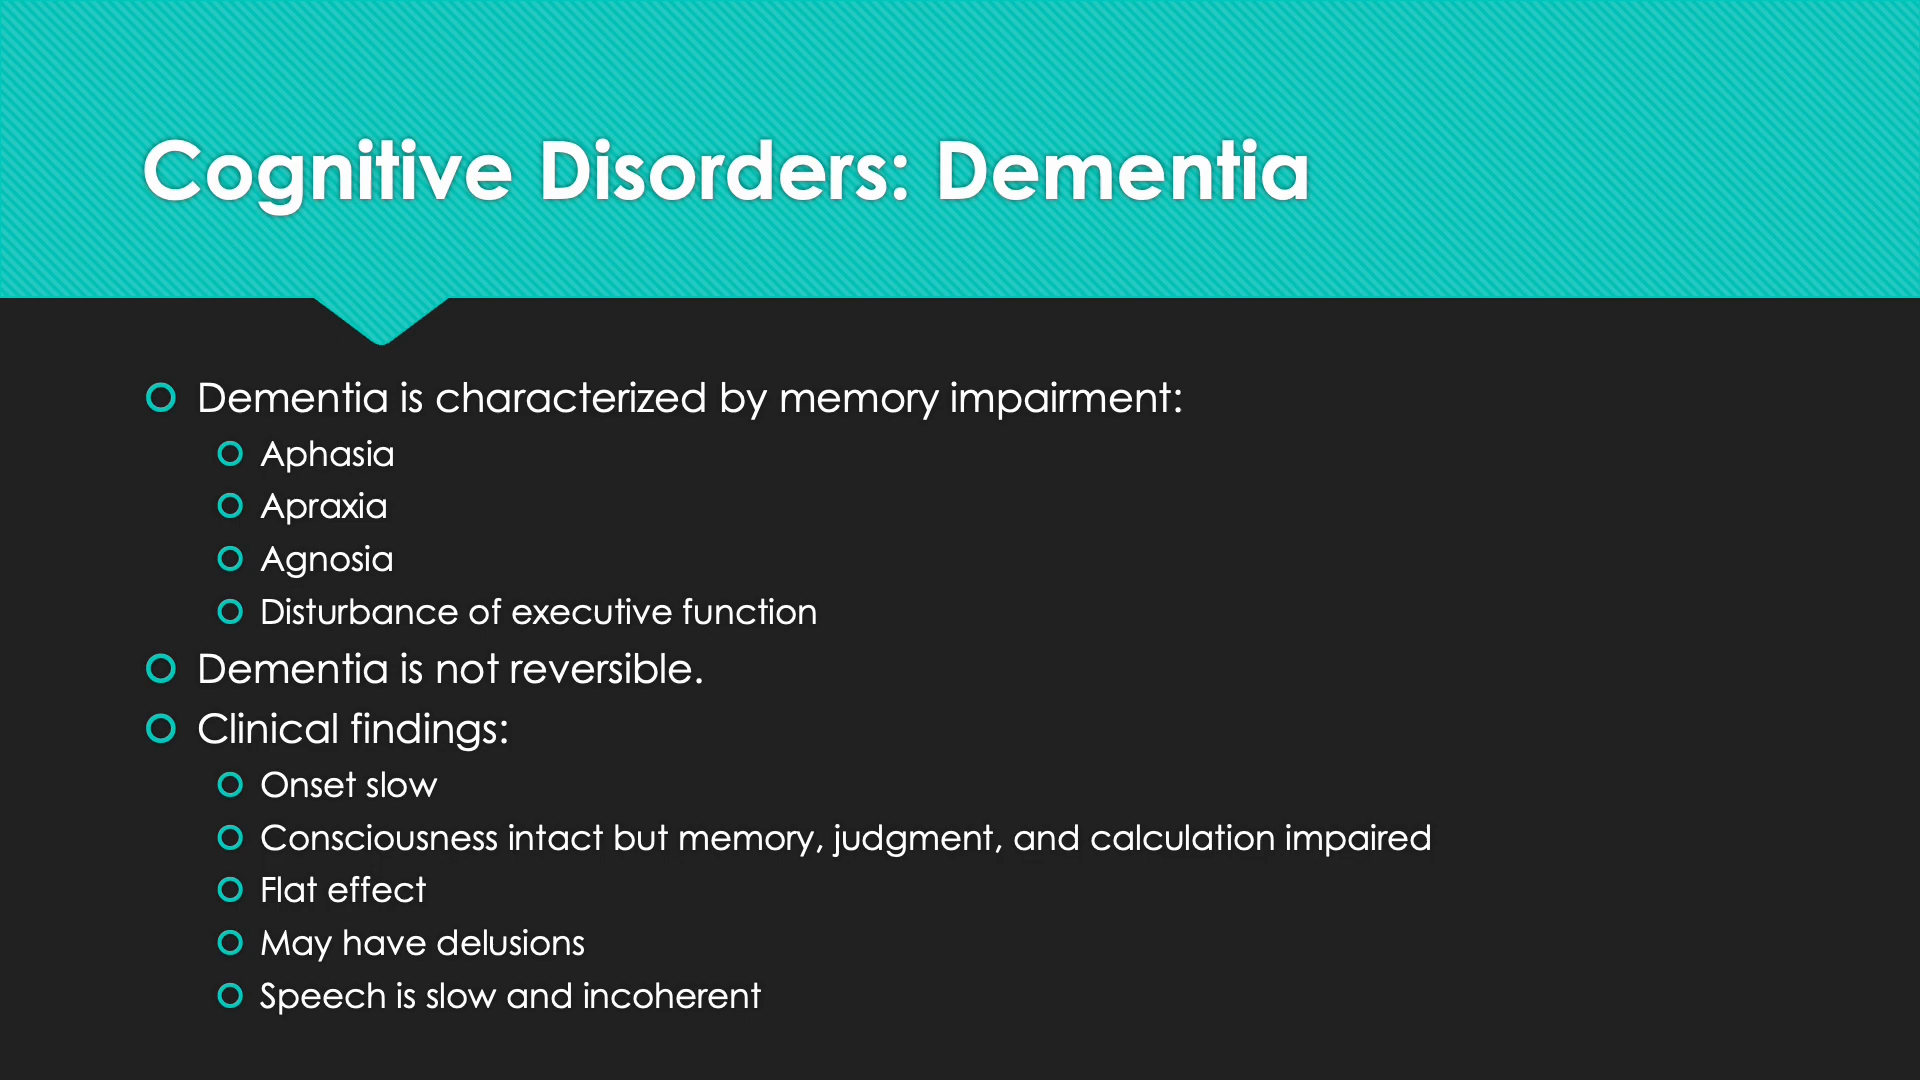 Cognitive Disorders: Dementia
Dementia is characterized by memory impairment:
Aphasia
Apraxia
Agnosia
Disturbance of executive function
Dementia is not reversible.
Clinical findings:
Onset slow
Consciousness intact but memory, judgment, and calculation impaired
Flat effect
May have delusions
Speech is slow and incoherent